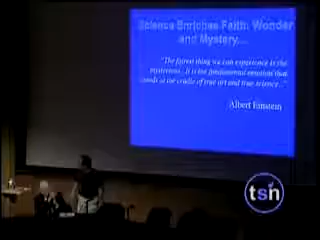 Science Enriches Faith: Wonder
and Mystery...
"The fairest thing we can experience is the
mysterious...It is the fundamental emotion that
stands at the cradle of true art and true science..."
Albert Einstein
tsn